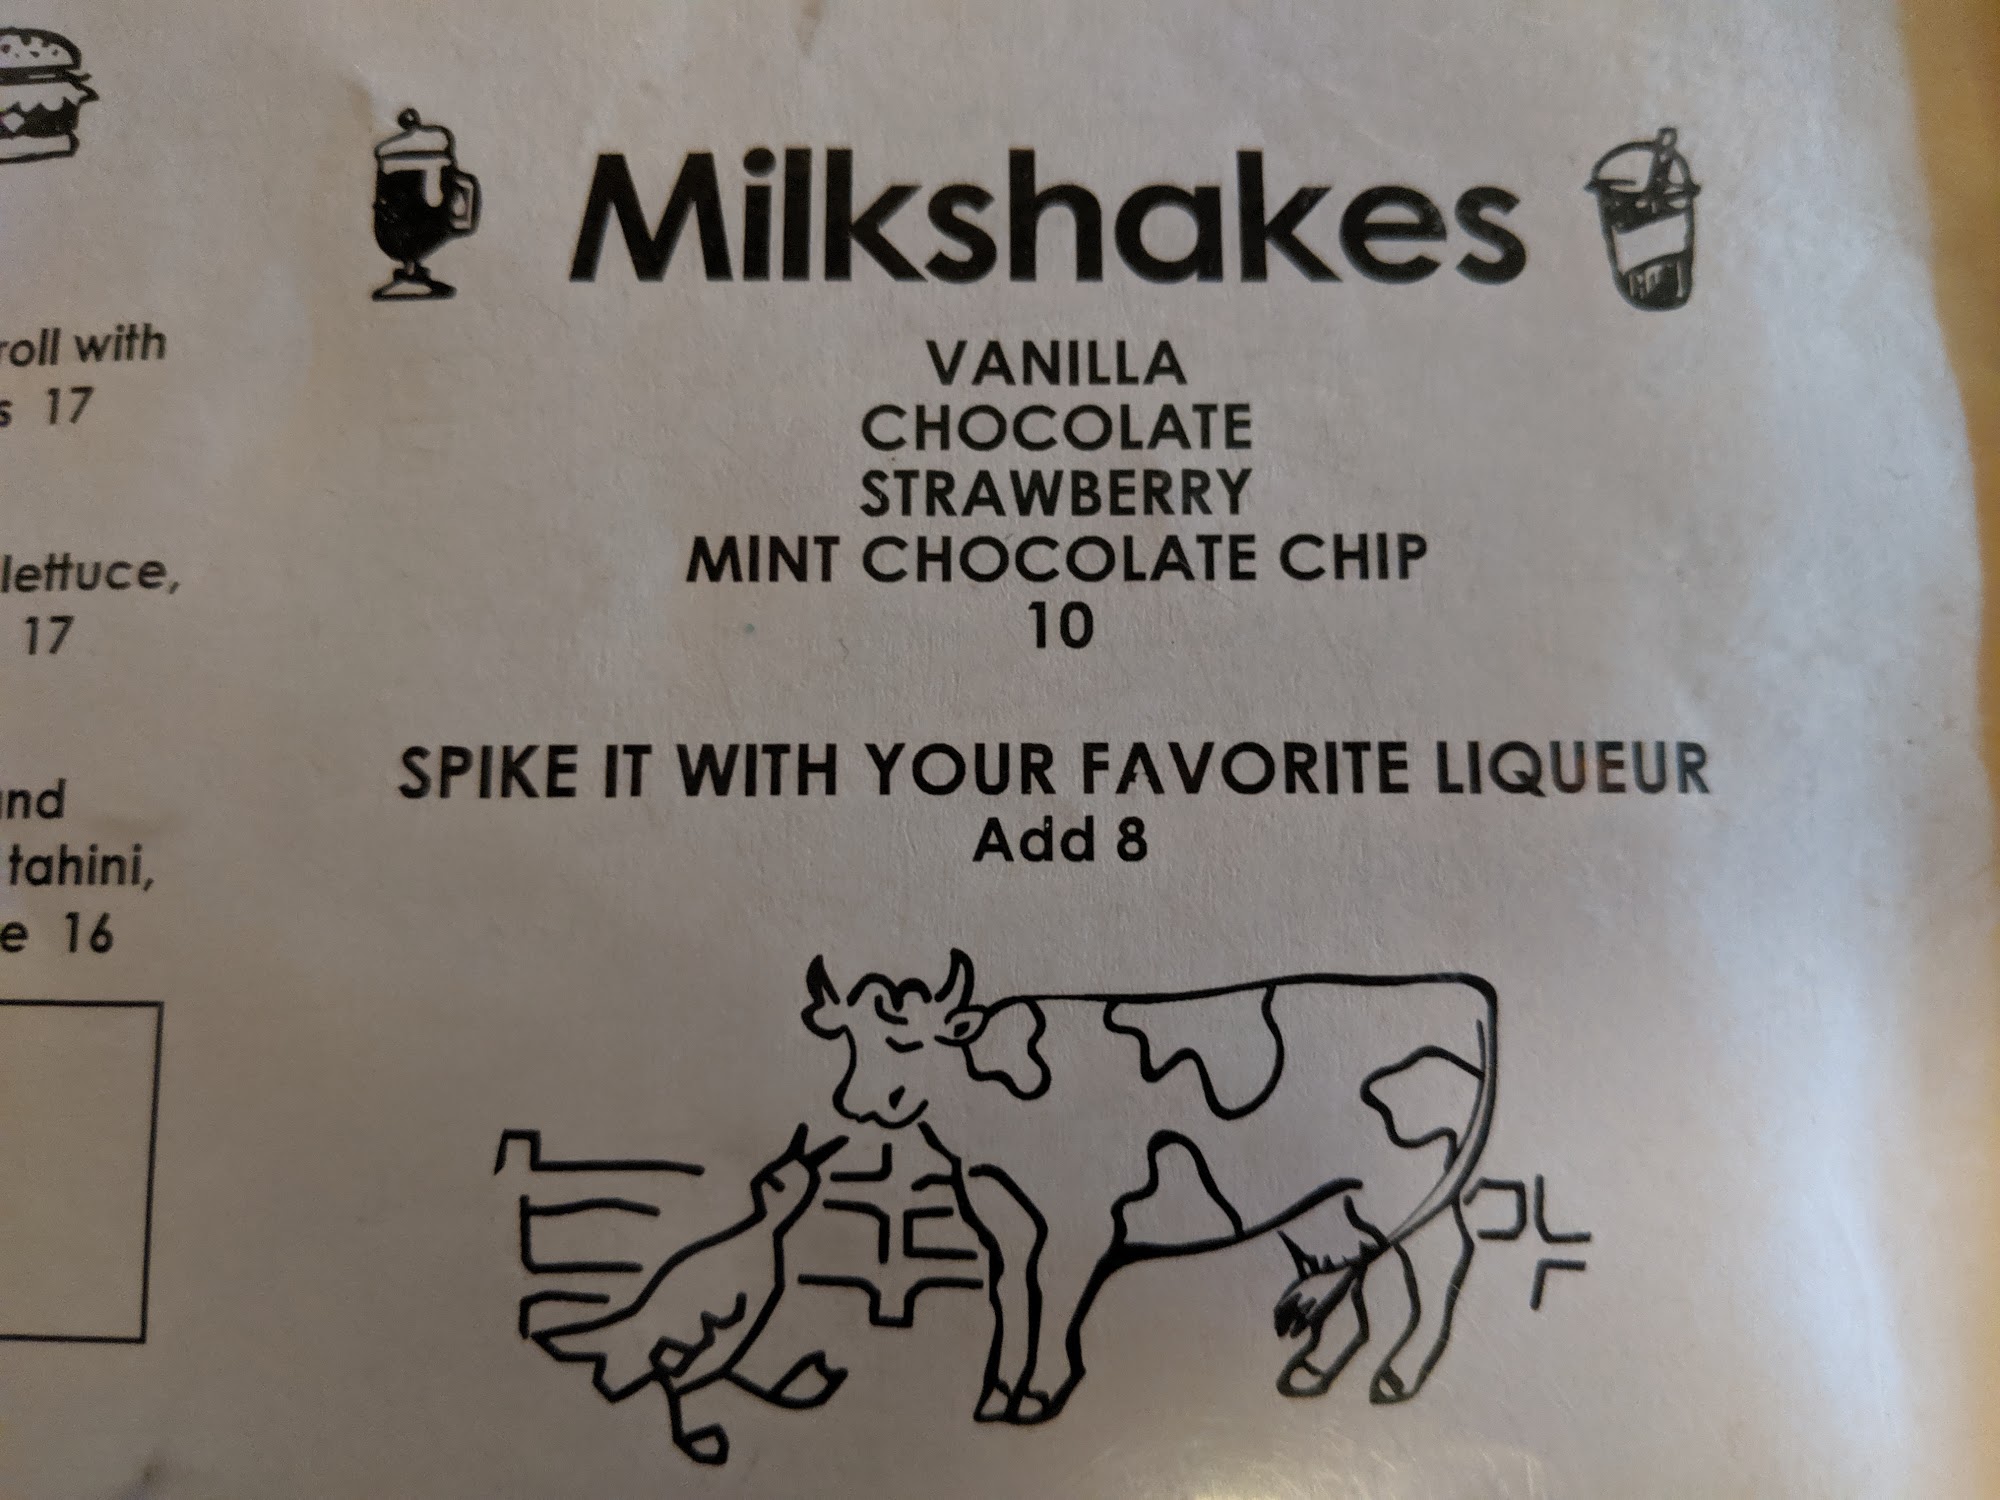 roll with
s 17
lettuce,
17
and
tahini,
e 16
Milkshakes
VANILLA
CHOCOLATE
STRAWBERRY
MINT CHOCOLATE CHIP
10
SPIKE IT WITH YOUR FAVORITE LIQUEUR
Add 8